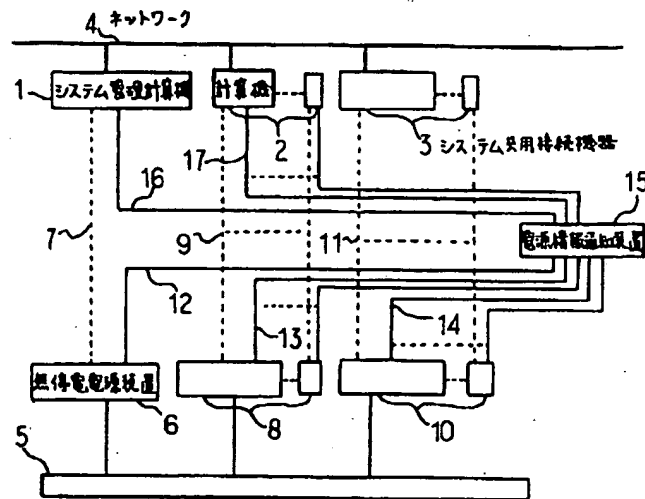 4 ネットワーク
1 システム管理計算機
計算機
2
3 システム共用接続機器
17
16
15
電源情報通知装置
7
9
11
12
13
14
無停電電源装置
6
8
10
5